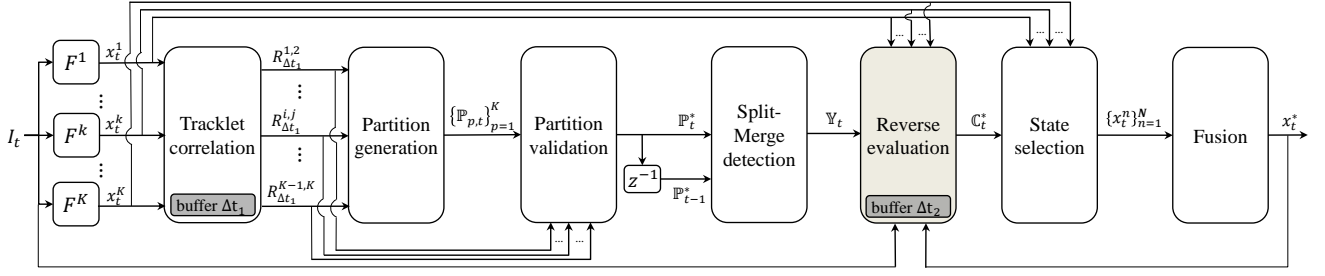 I_t
F^1
x_t^1
⋮
F^k
x_t^k
⋮
F^K
x_t^K
Tracklet
correlation
buffer Δt_1
R_{Δt_1}^{1,2}
⋮
R_{Δt_1}^{i,j}
⋮
R_{Δt_1}^{K−1,K}
Partition
generation
{ℙ_{p,t}}_{p=1}^K
Partition
validation
... ...
ℙ_t^*
z^{−1}
ℙ_{t−1}^*
Split-
Merge
detection
𝕐_t
... ...
Reverse
evaluation
buffer Δt_2
ℂ_t^*
... ...
State
selection
{x_t^n}_{n=1}^N
Fusion
x_t^*